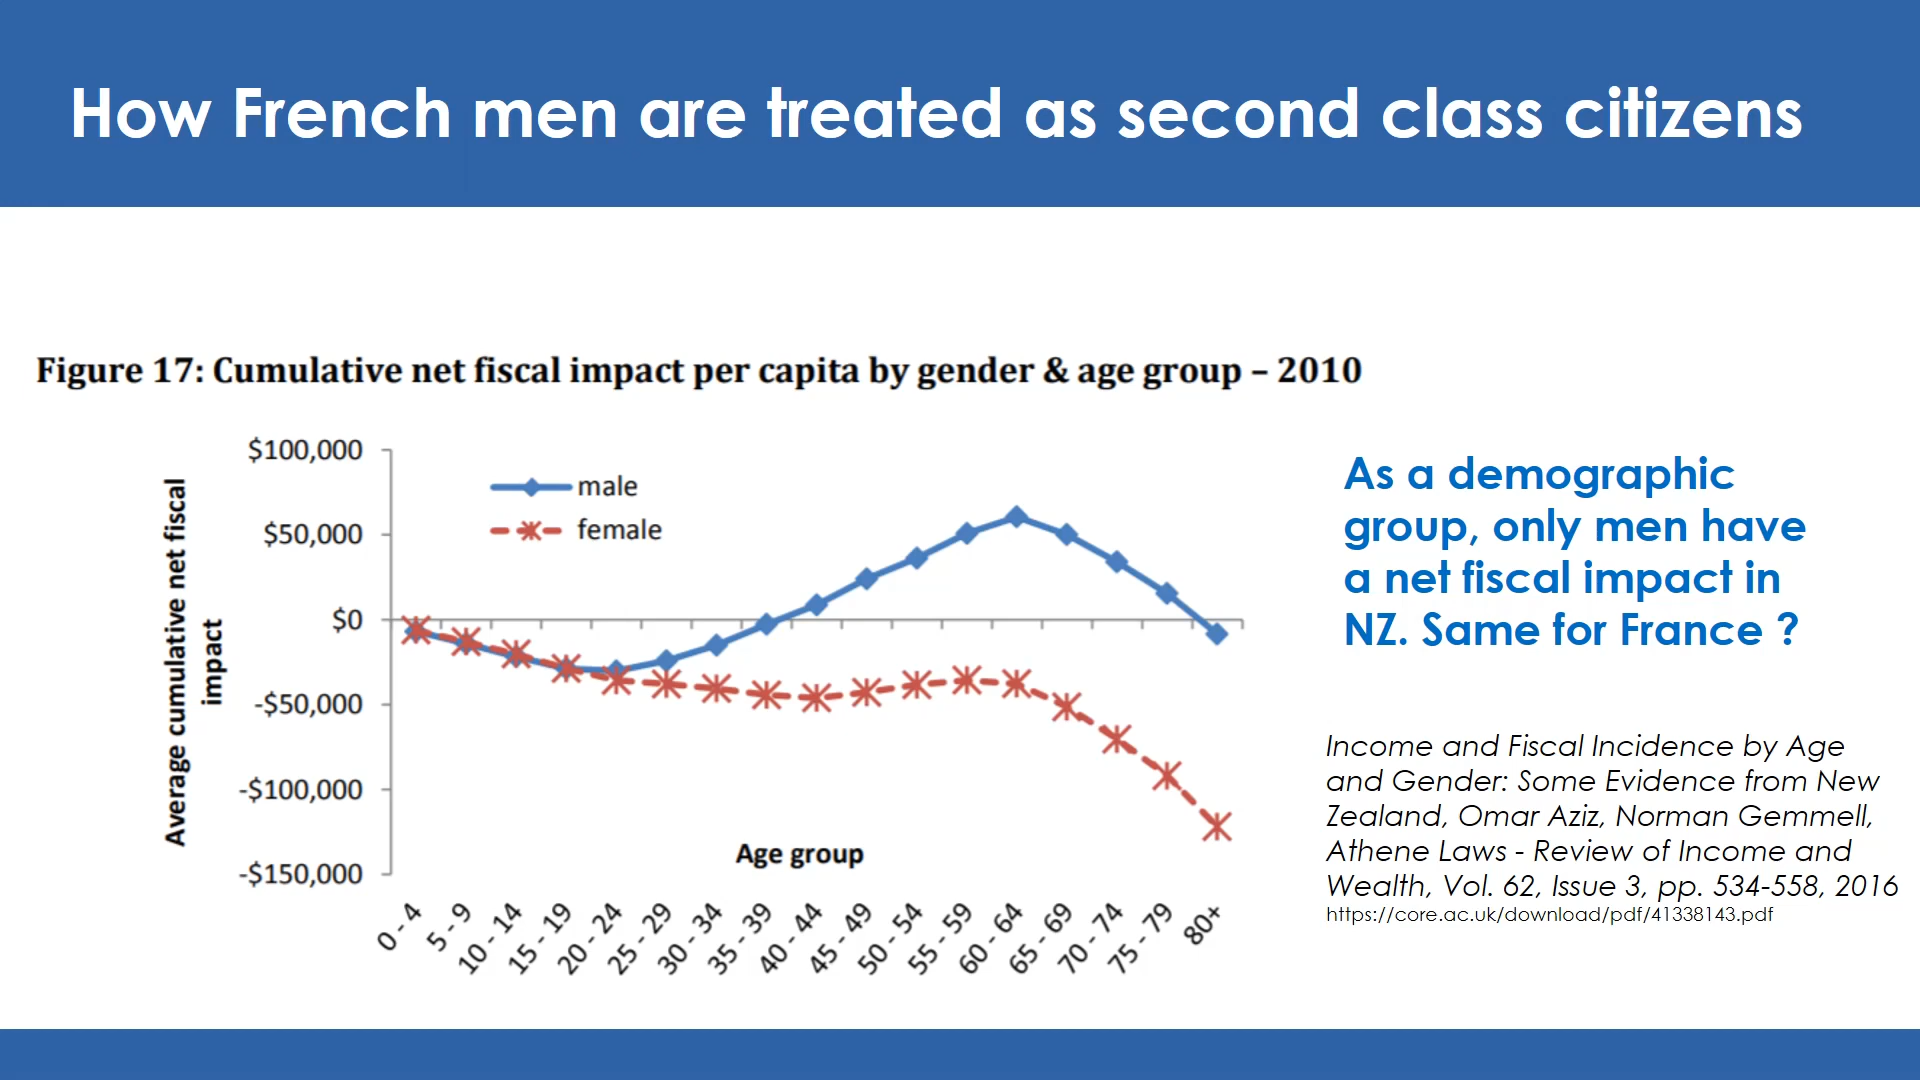 How French men are treated as second class citizens
Figure 17: Cumulative net fiscal impact per capita by gender & age group – 2010
Average cumulative net fiscal
impact
$100,000
$50,000
$0
-$50,000
-$100,000
-$150,000
male
female
Age group
0 - 4
5 - 9
10 - 14
15 - 19
20 - 24
25 - 29
30 - 34
35 - 39
40 - 44
45 - 49
50 - 54
55 - 59
60 - 64
65 - 69
70 - 74
75 - 79
80+
As a demographic
group, only men have
a net fiscal impact in
NZ. Same for France ?
Income and Fiscal Incidence by Age
and Gender: Some Evidence from New
Zealand, Omar Aziz, Norman Gemmell,
Athene Laws - Review of Income and
Wealth, Vol. 62, Issue 3, pp. 534-558, 2016
https://core.ac.uk/download/pdf/41338143.pdf